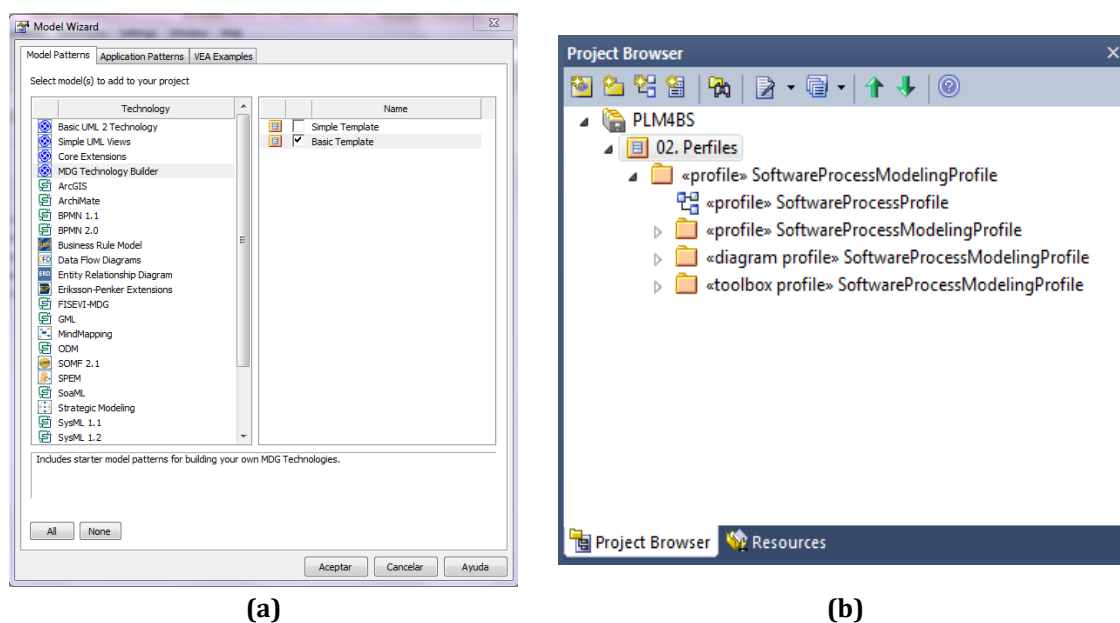 Model Wizard
Model Patterns Application Patterns VEA Examples
Select model(s) to add to your project
Technology
Basic UML 2 Technology
Simple UML Views
Core Extensions
MDG Technology Builder
ArcGIS
ArchiMate
BPMN 1.1
BPMN 2.0
Business Rule Model
Data Flow Diagrams
Entity Relationship Diagram
Eriksson-Penker Extensions
FISEVI-MDG
GML
MindMapping
ODM
SOMF 2.1
SPEM
SoaML
Strategic Modeling
SysML 1.1
SysML 1.2
Name
Simple Template
Basic Template
Includes starter model patterns for building your own MDG Technologies.
All None
Aceptar Cancelar Ayuda
(a)
Project Browser
PLM4BS
02. Perfiles
«profile» SoftwareProcessModelingProfile
«profile» SoftwareProcessProfile
«profile» SoftwareProcessModelingProfile
«diagram profile» SoftwareProcessModelingProfile
«toolbox profile» SoftwareProcessModelingProfile
Project Browser Resources
(b)